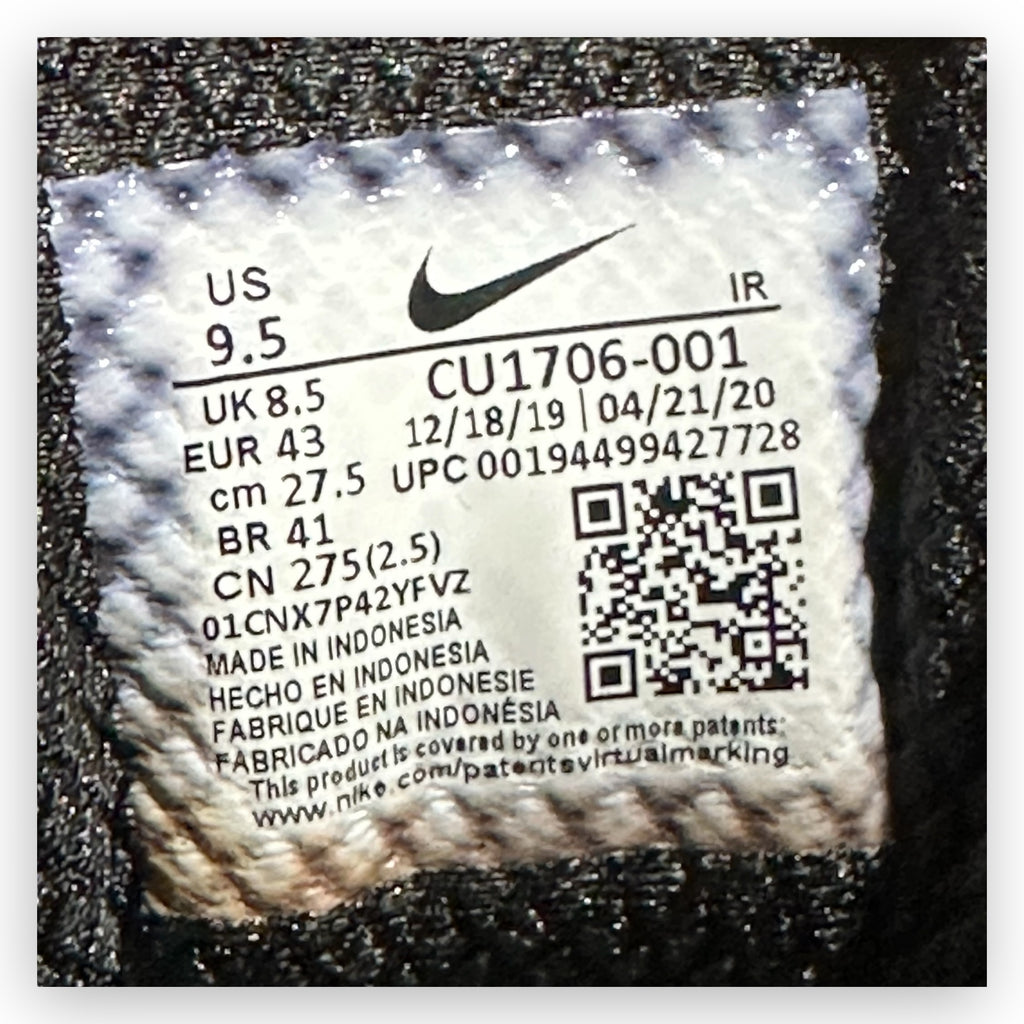 US
9.5
IR
UK 8.5
EUR 43
cm 27.5
BR 41
CN 275(2.5)
CU1706-001
12/18/19 | 04/21/20
UPC 00194499427728
01CNX7P42YFVZ
MADE IN INDONESIA
HECHO EN INDONESIA
FABRIQUE EN INDONESIE
FABRICADO NA INDONÉSIA
This product is covered by one or more patents:
www.nike.com/patentsvirtualmarking